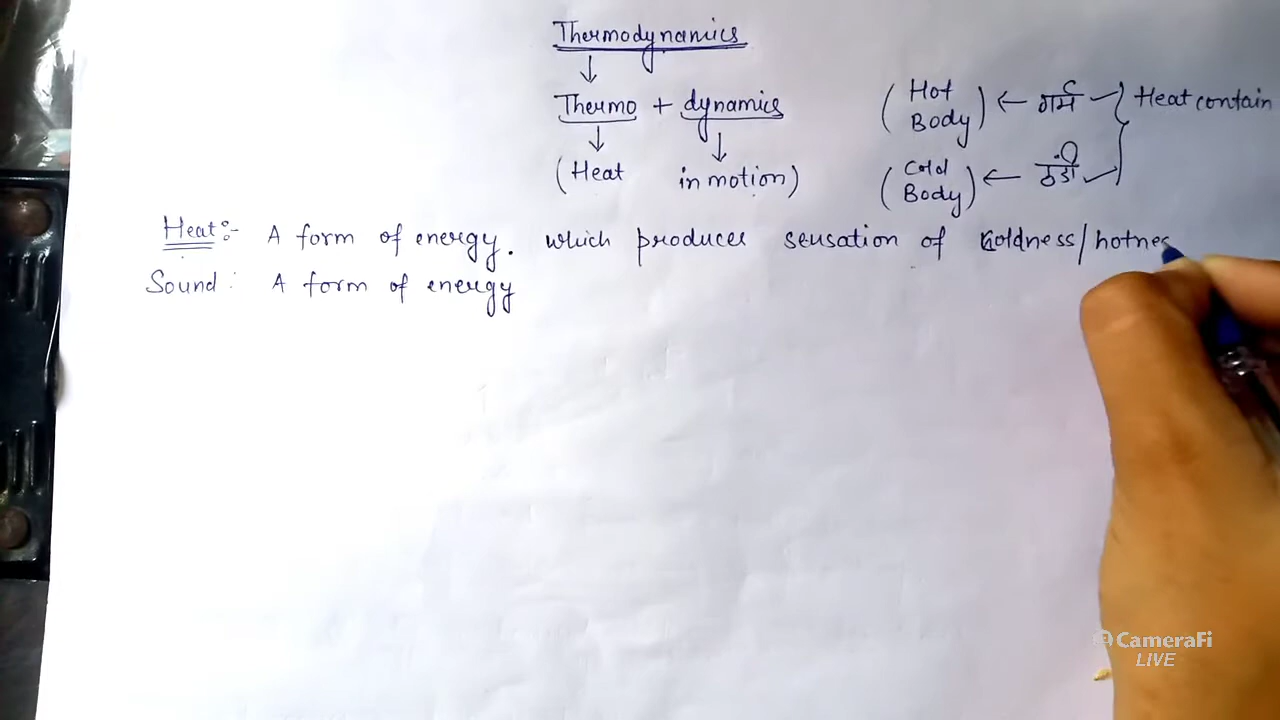 Thermodynamics
↓
Thermo + dynamics
↓ ↓
(Heat in motion)
(Hot Body) ← गर्म
(Cold Body) ← ठंडी
} Heat contain
Heat:- A form of energy. which produces sensation of Coldness/hotnes
Sound: A form of energy
CameraFi
LIVE